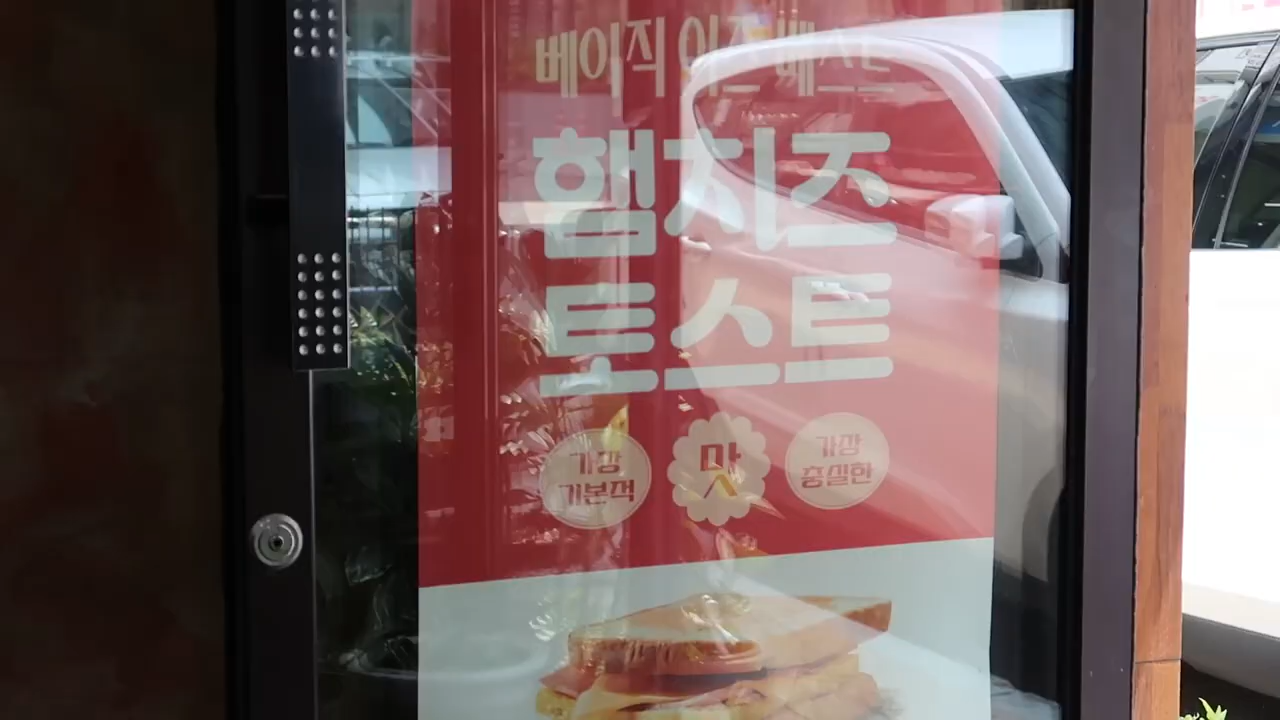 베이직 이즈 베스트
햄치즈
토스트
가장
기본적
맛
가장
충실한